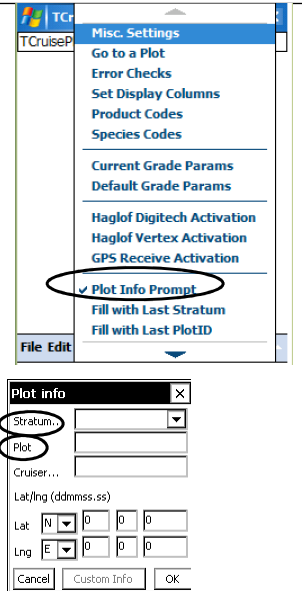 TCr
TCruiseP
Misc. Settings
Go to a Plot
Error Checks
Set Display Columns
Product Codes
Species Codes
Current Grade Params
Default Grade Params
Haglof Digitech Activation
Haglof Vertex Activation
GPS Receive Activation
Plot Info Prompt
Fill with Last Stratum
Fill with Last PlotID
File Edit
Plot info
Stratum..
Plot
Cruiser...
Lat/lng (ddmmss.ss)
Lat N 0 0 0
Lng E 0 0 0
Cancel Custom Info OK